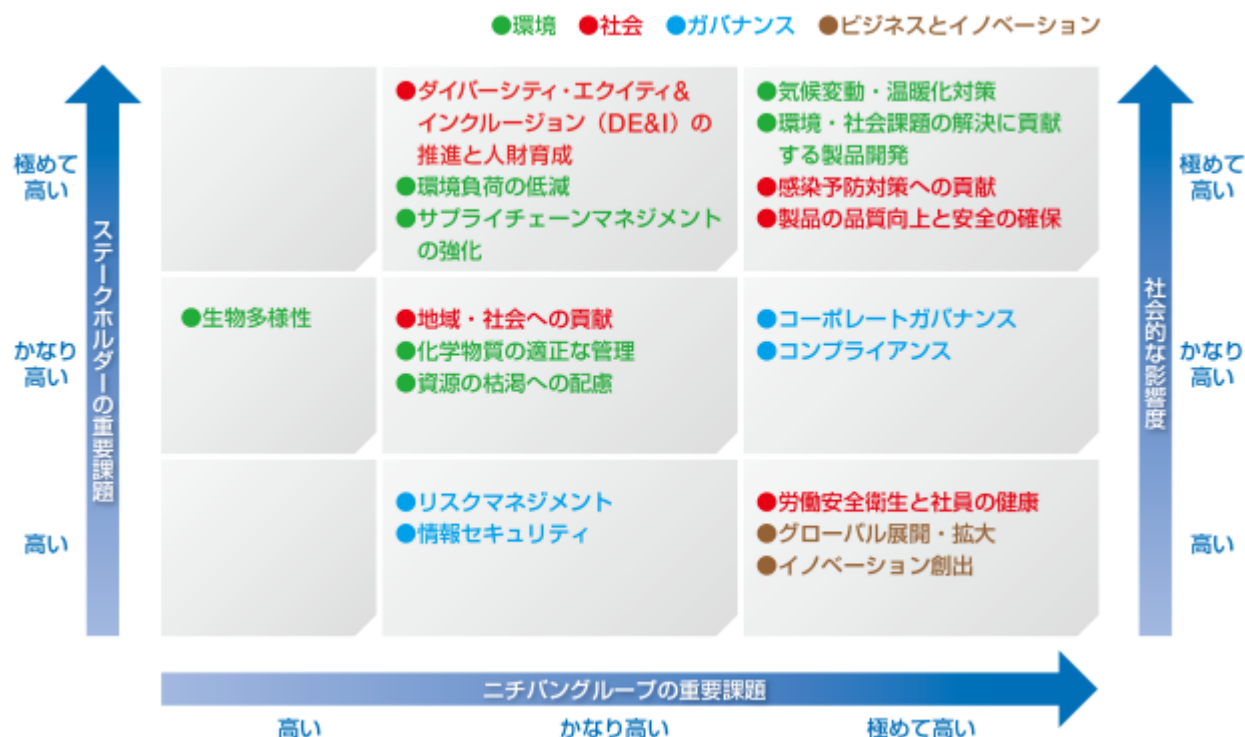 ●環境 ●社会 ●ガバナンス ●ビジネスとイノベーション
極めて
高い
かなり
高い
高い
ステークホルダーの重要課題
●ダイバーシティ・エクイティ&
インクルージョン（DE&I）の
推進と人財育成
●環境負荷の低減
●サプライチェーンマネジメント
の強化
●気候変動・温暖化対策
●環境・社会課題の解決に貢献
する製品開発
●感染予防対策への貢献
●製品の品質向上と安全の確保
●生物多様性
●地域・社会への貢献
●化学物質の適正な管理
●資源の枯渇への配慮
●コーポレートガバナンス
●コンプライアンス
●リスクマネジメント
●情報セキュリティ
●労働安全衛生と社員の健康
●グローバル展開・拡大
●イノベーション創出
社会的な影響度
極めて
高い
かなり
高い
高い
ニチバングループの重要課題
高い かなり高い 極めて高い